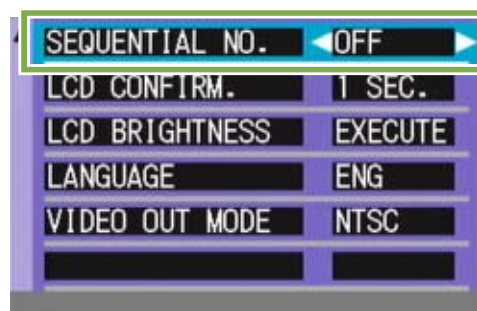 SEQUENTIAL NO. OFF
LCD CONFIRM. 1 SEC.
LCD BRIGHTNESS EXECUTE
LANGUAGE ENG
VIDEO OUT MODE NTSC